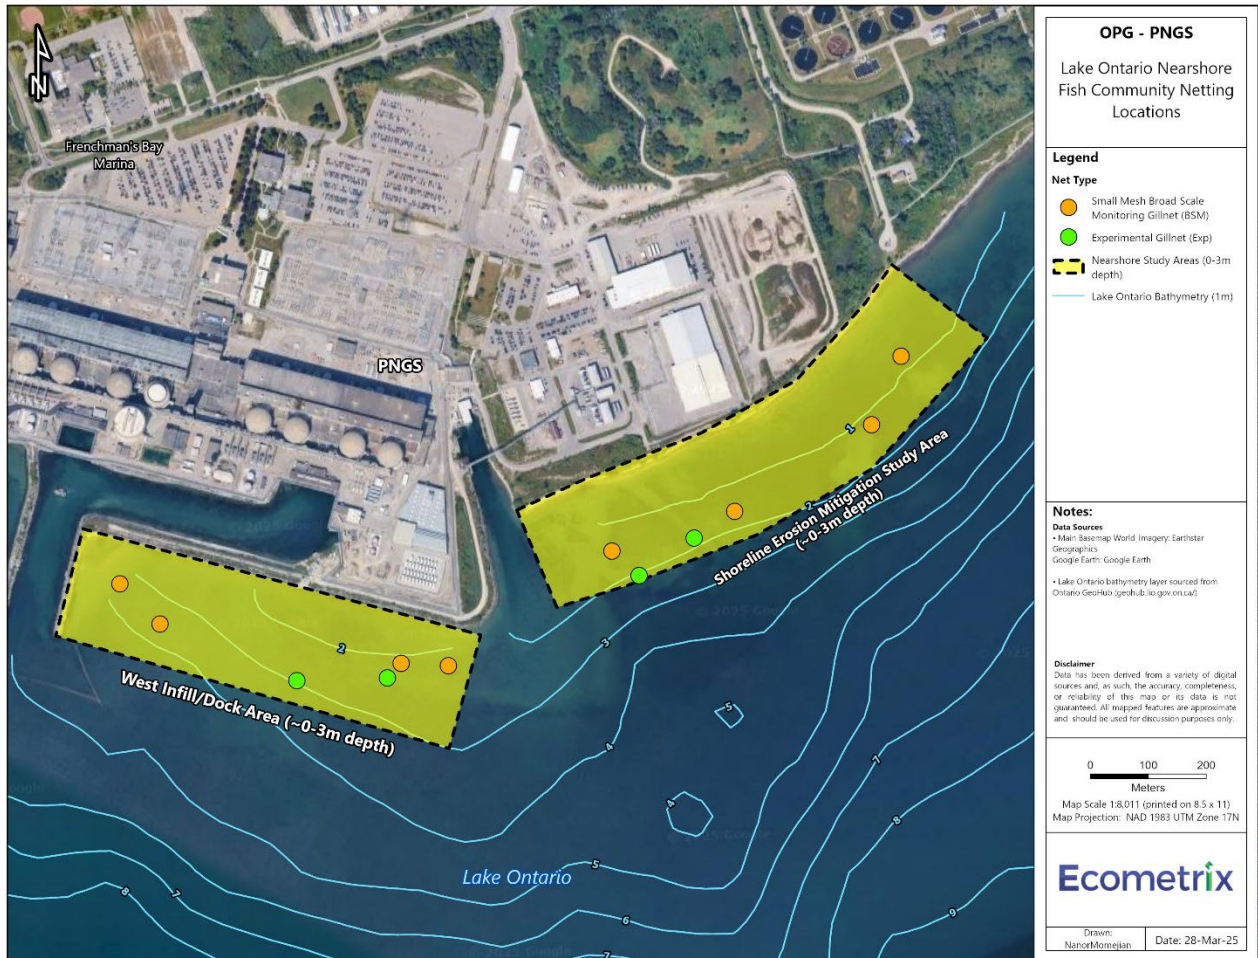 OPG - PNGS
Lake Ontario Nearshore
Fish Community Netting
Locations
Legend
Net Type
Small Mesh Broad Scale
Monitoring Gillnet (BSM)
Experimental Gillnet (Exp)
Nearshore Study Areas (0-3m
depth)
Lake Ontario Bathymetry (1m)
Notes:
Data Sources
• Main Basemap World Imagery: Earthstar
Geographics
Google Earth: Google Earth
• Lake Ontario bathymetry layer sourced from
Ontario GeoHub (geohub.lio.gov.on.ca/)
Disclaimer
Data has been derived from a variety of digital
sources and, as such, the accuracy, completeness,
or reliability of this map or its data is not
guaranteed. All mapped features are approximate
and should be used for discussion purposes only.
0 100 200
Meters
Map Scale 1:8,011 (printed on 8.5 x 11)
Map Projection: NAD 1983 UTM Zone 17N
Ecometrix
Drawn:
NanorMomejian
Date: 28-Mar-25
N
Frenchman's Bay
Marina
PNGS
1
2
Shoreline Erosion Mitigation Study Area
(~0-3m depth)
2
West Infill/Dock Area (~0-3m depth)
3
4
5
4
7
8
5
6
9
7
8
7
Lake Ontario
© 2025 Google